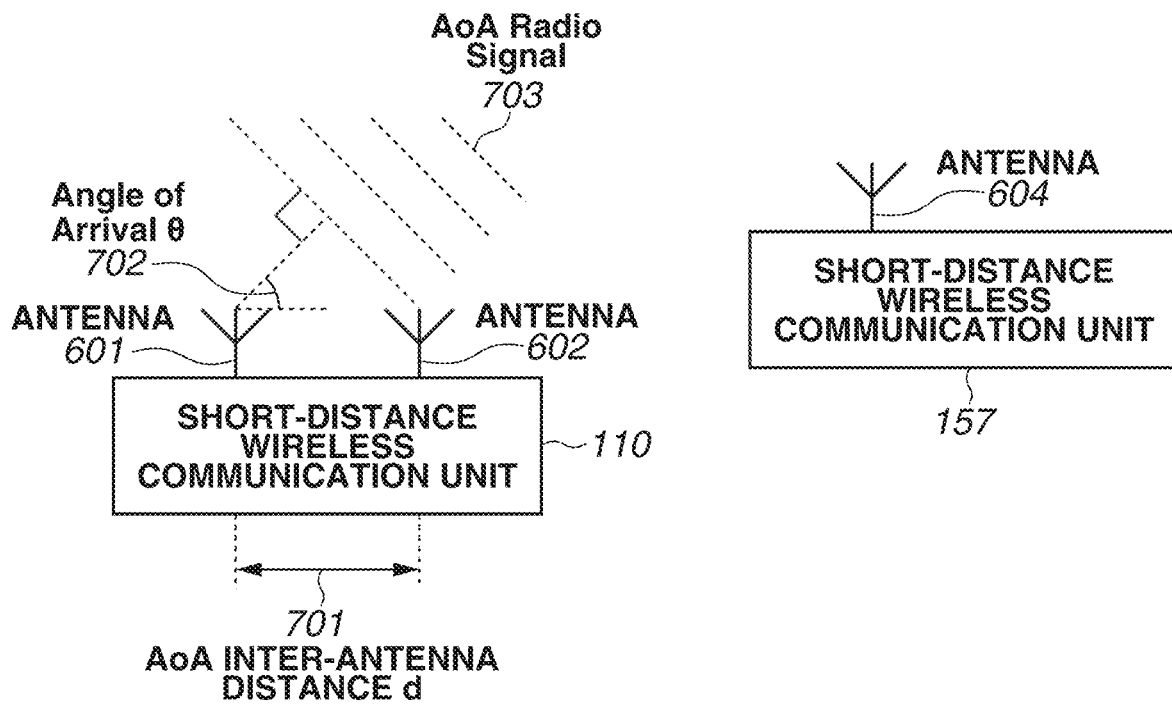 AoA Radio
Signal
703
Angle of
Arrival θ
702
ANTENNA
601
ANTENNA
602
SHORT-DISTANCE
WIRELESS
COMMUNICATION UNIT
110
701
AoA INTER-ANTENNA
DISTANCE d
ANTENNA
604
SHORT-DISTANCE
WIRELESS
COMMUNICATION UNIT
157